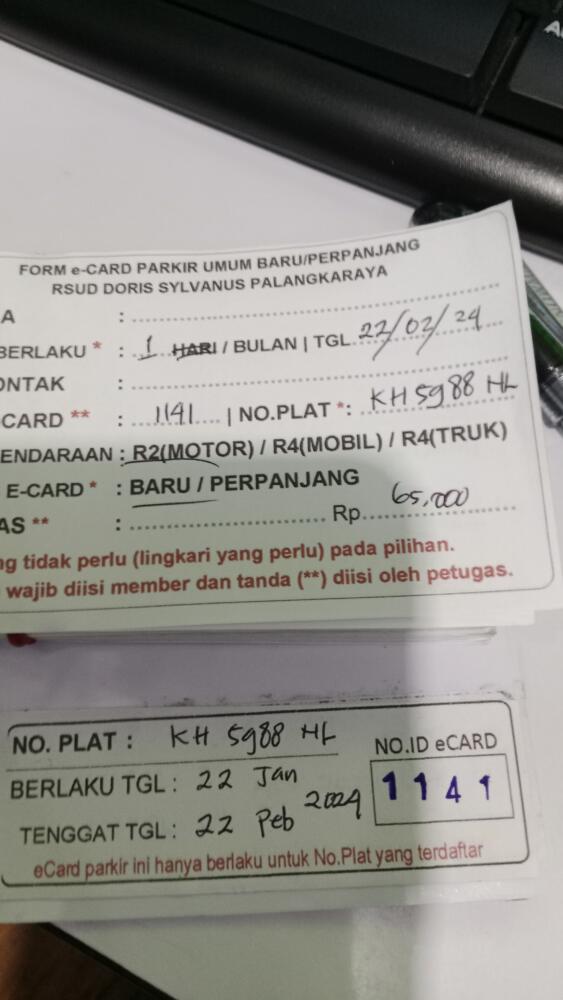 FORM e-CARD PARKIR UMUM BARU/PERPANJANG
RSUD DORIS SYLVANUS PALANGKARAYA
A :
BERLAKU * : 1 HARI / BULAN | TGL 22/02/24
ONTAK :
CARD ** : 1141 | NO.PLAT *: KH 5988 HL
ENDARAAN : R2(MOTOR) / R4(MOBIL) / R4(TRUK)
E-CARD * : BARU / PERPANJANG
AS ** : Rp. 65.000
ng tidak perlu (lingkari yang perlu) pada pilihan.
wajib diisi member dan tanda (**) diisi oleh petugas.
NO. PLAT : KH 5988 HL
NO.ID eCARD
1141
BERLAKU TGL : 22 Jan
2024
TENGGAT TGL : 22 Peb
eCard parkir ini hanya berlaku untuk No.Plat yang terdaftar